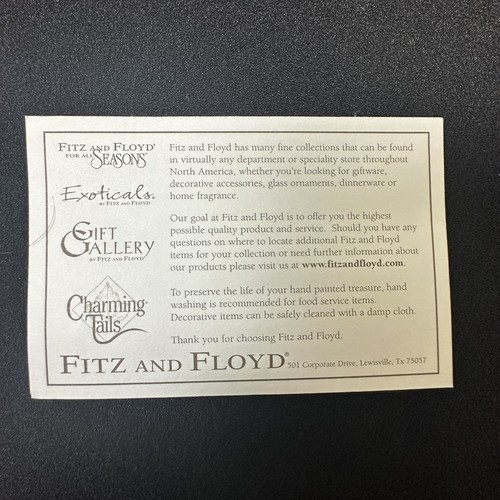 FITZ AND FLOYD®
FOR ALL SEASONS™
Exoticals®
BY FITZ AND FLOYD
GIFT
GALLERY
BY FITZ AND FLOYD®
Charming
Tails
Fitz and Floyd has many fine collections that can be found
in virtually any department or speciality store throughout
North America, whether you're looking for giftware,
decorative accessories, glass ornaments, dinnerware or
home fragrance.
Our goal at Fitz and Floyd is to offer you the highest
possible quality product and service. Should you have any
questions on where to locate additional Fitz and Floyd
items for your collection or need further information about
our products please visit us at www.fitzandfloyd.com.
To preserve the life of your hand painted treasure, hand
washing is recommended for food service items.
Decorative items can be safely cleaned with a damp cloth.
Thank you for choosing Fitz and Floyd.
FITZ AND FLOYD® 501 Corporate Drive, Lewisville, Tx 75057